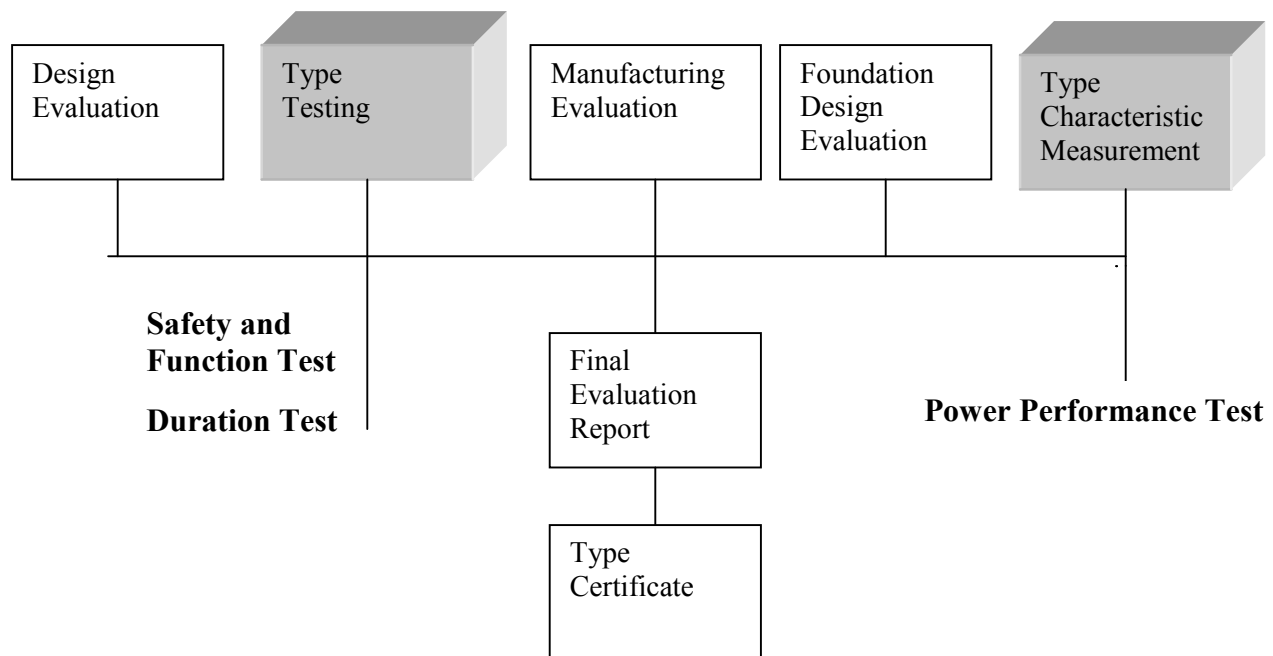 Design
Evaluation
Type
Testing
Manufacturing
Evaluation
Foundation
Design
Evaluation
Type
Characteristic
Measurement
Safety and
Function Test
Duration Test
Final
Evaluation
Report
Power Performance Test
Type
Certificate